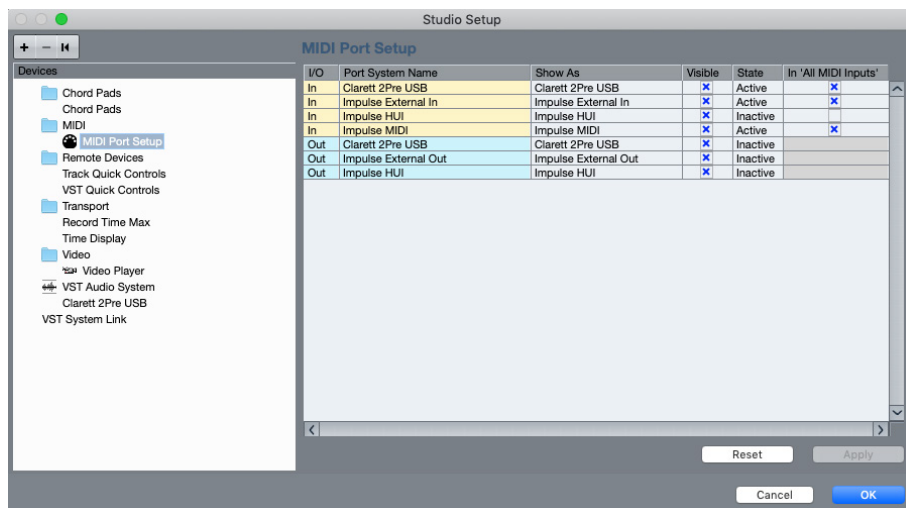 Studio Setup
MIDI Port Setup
Devices
Chord Pads
Chord Pads
MIDI
MIDI Port Setup
Remote Devices
Track Quick Controls
VST Quick Controls
Transport
Record Time Max
Time Display
Video
Video Player
VST Audio System
Clarett 2Pre USB
VST System Link
I/O Port System Name Show As Visible State In 'All MIDI Inputs'
In Clarett 2Pre USB Clarett 2Pre USB Active
In Impulse External In Impulse External In Active
In Impulse HUI Impulse HUI Inactive
In Impulse MIDI Impulse MIDI Active
Out Clarett 2Pre USB Clarett 2Pre USB Inactive
Out Impulse External Out Impulse External Out Inactive
Out Impulse HUI Impulse HUI Inactive
Reset Apply
Cancel OK